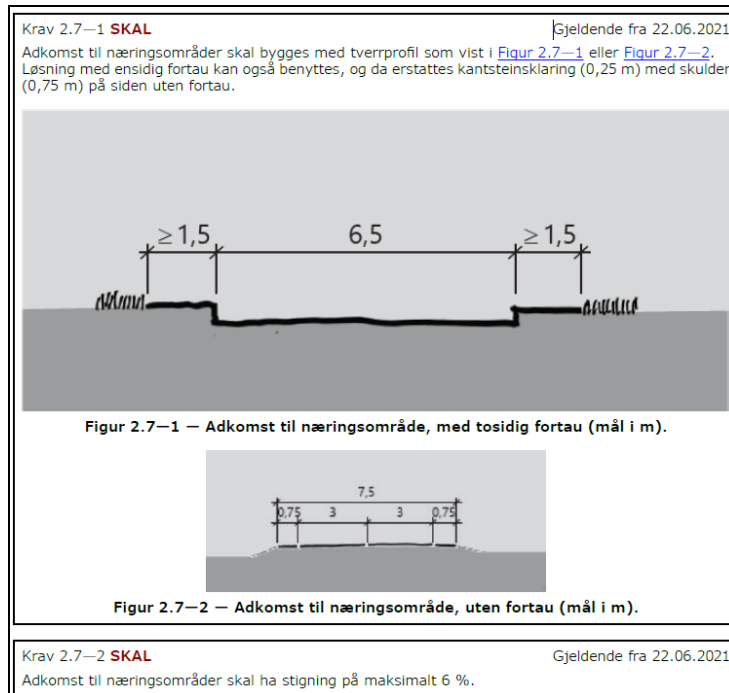 Krav 2.7—1 SKAL Gjeldende fra 22.06.2021
Adkomst til næringsområder skal bygges med tverrprofil som vist i Figur 2.7—1 eller Figur 2.7—2.
Løsning med ensidig fortau kan også benyttes, og da erstattes kantsteinsklaring (0,25 m) med skulder
(0,75 m) på siden uten fortau.
≥1,5 6,5 ≥1,5
Figur 2.7—1 — Adkomst til næringsområde, med tosidig fortau (mål i m).
7,5
0,75 3 3 0,75
Figur 2.7—2 — Adkomst til næringsområde, uten fortau (mål i m).
Krav 2.7—2 SKAL Gjeldende fra 22.06.2021
Adkomst til næringsområder skal ha stigning på maksimalt 6 %.